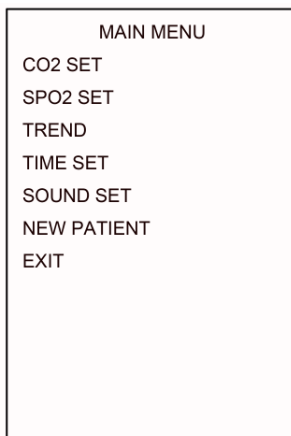 MAIN MENU
CO2 SET
SPO2 SET
TREND
TIME SET
SOUND SET
NEW PATIENT
EXIT